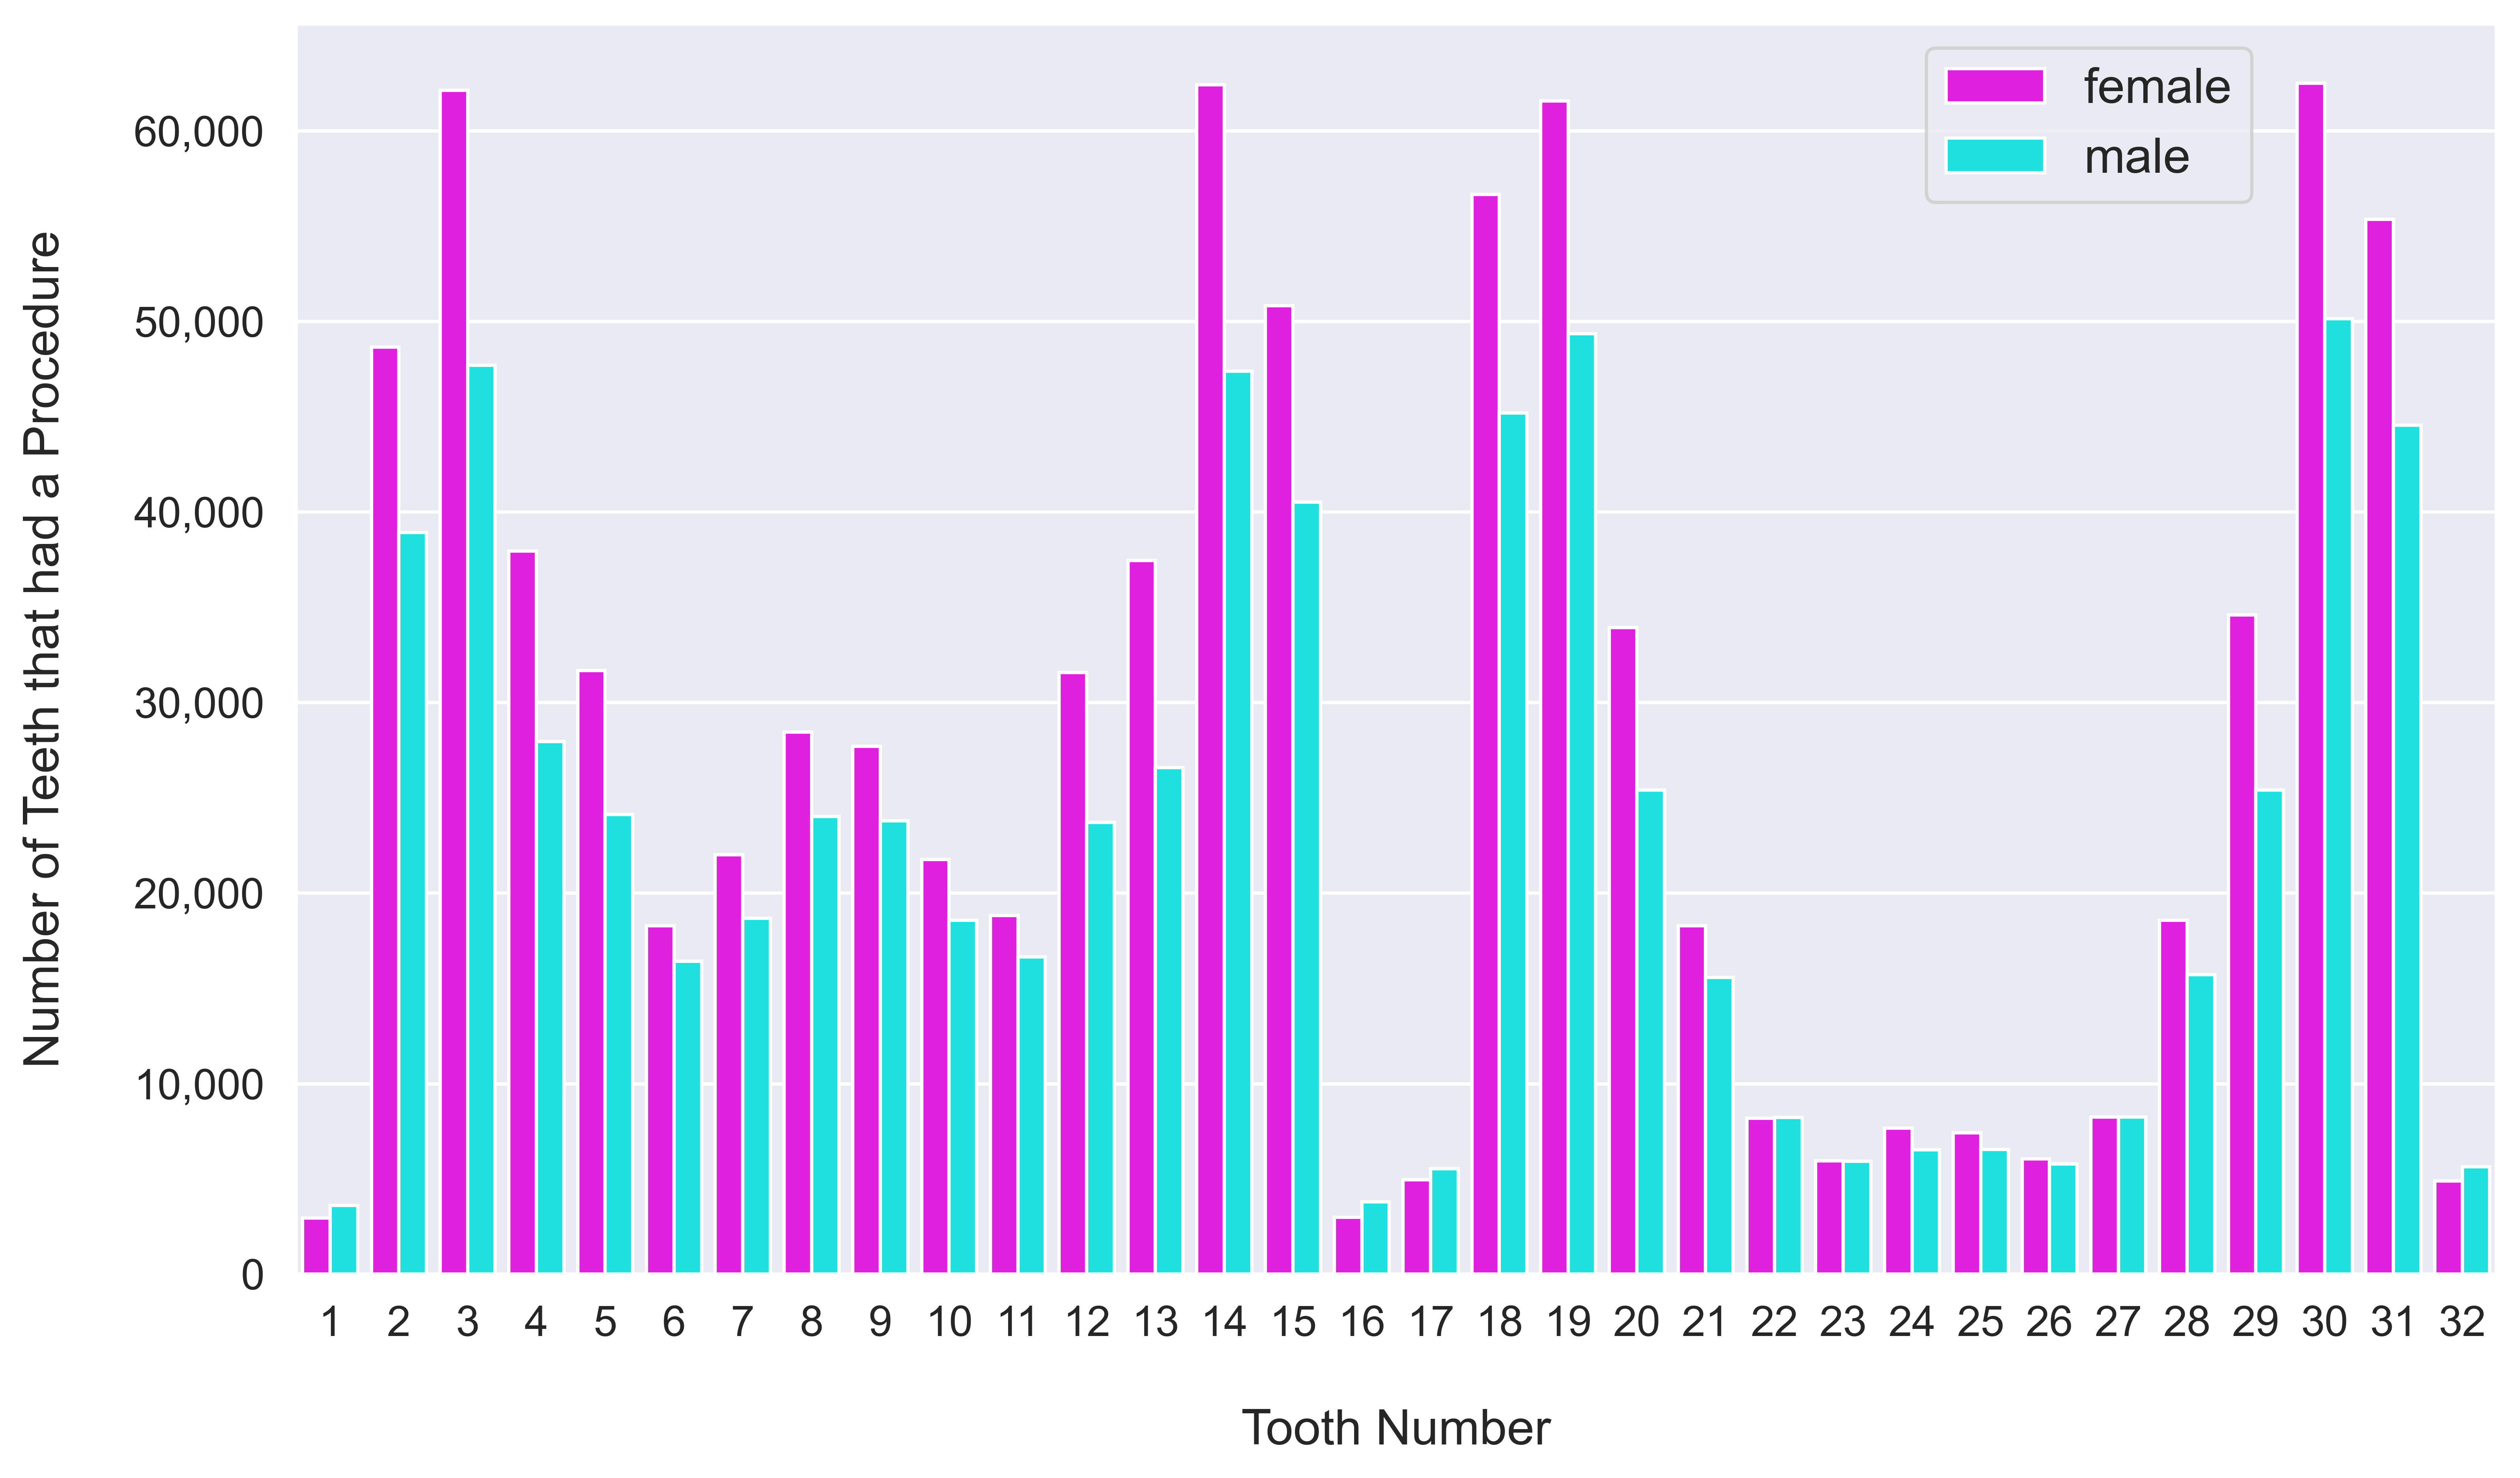 female
male
60,000
50,000
40,000
30,000
20,000
10,000
0
Number of Teeth that had a Procedure
1 2 3 4 5 6 7 8 9 10 11 12 13 14 15 16 17 18 19 20 21 22 23 24 25 26 27 28 29 30 31 32
Tooth Number